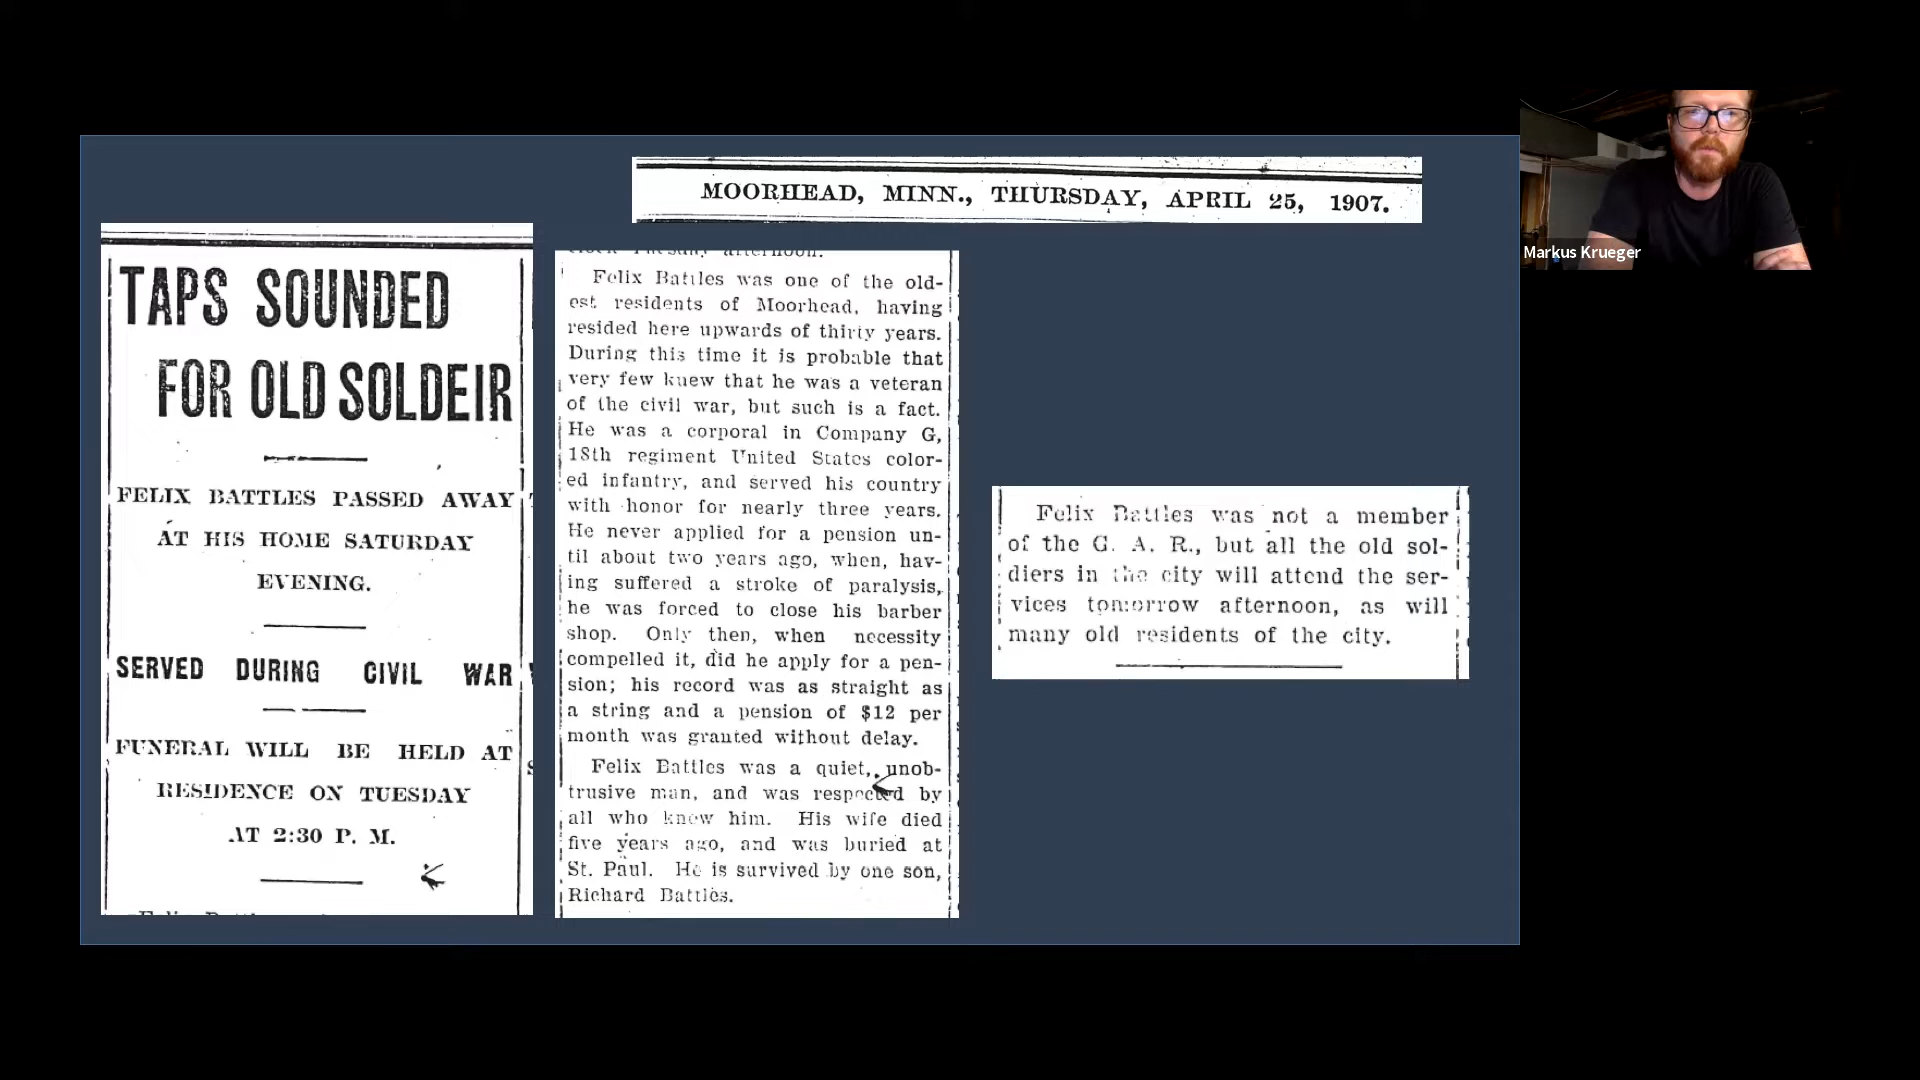 MOORHEAD, MINN., THURSDAY, APRIL 25, 1907.
TAPS SOUNDED
FOR OLD SOLDEIR
FELIX BATTLES PASSED AWAY
AT HIS HOME SATURDAY
EVENING.
SERVED DURING CIVIL WAR
FUNERAL WILL BE HELD AT
RESIDENCE ON TUESDAY
AT 2:30 P. M.
Felix Battles was one of the old-
est residents of Moorhead, having
resided here upwards of thirty years.
During this time it is probable that
very few knew that he was a veteran
of the civil war, but such is a fact.
He was a corporal in Company G,
18th regiment United States color-
ed infantry, and served his country
with honor for nearly three years.
He never applied for a pension un-
til about two years ago, when, hav-
ing suffered a stroke of paralysis,
he was forced to close his barber
shop. Only then, when necessity
compelled it, did he apply for a pen-
sion; his record was as straight as
a string and a pension of $12 per
month was granted without delay.
Felix Battles was a quiet, unob-
trusive man, and was respected by
all who knew him. His wife died
five years ago, and was buried at
St. Paul. He is survived by one son,
Richard Battles.
Felix Battles was not a member
of the G. A. R., but all the old sol-
diers in the city will attend the ser-
vices tomorrow afternoon, as will
many old residents of the city.
Markus Krueger